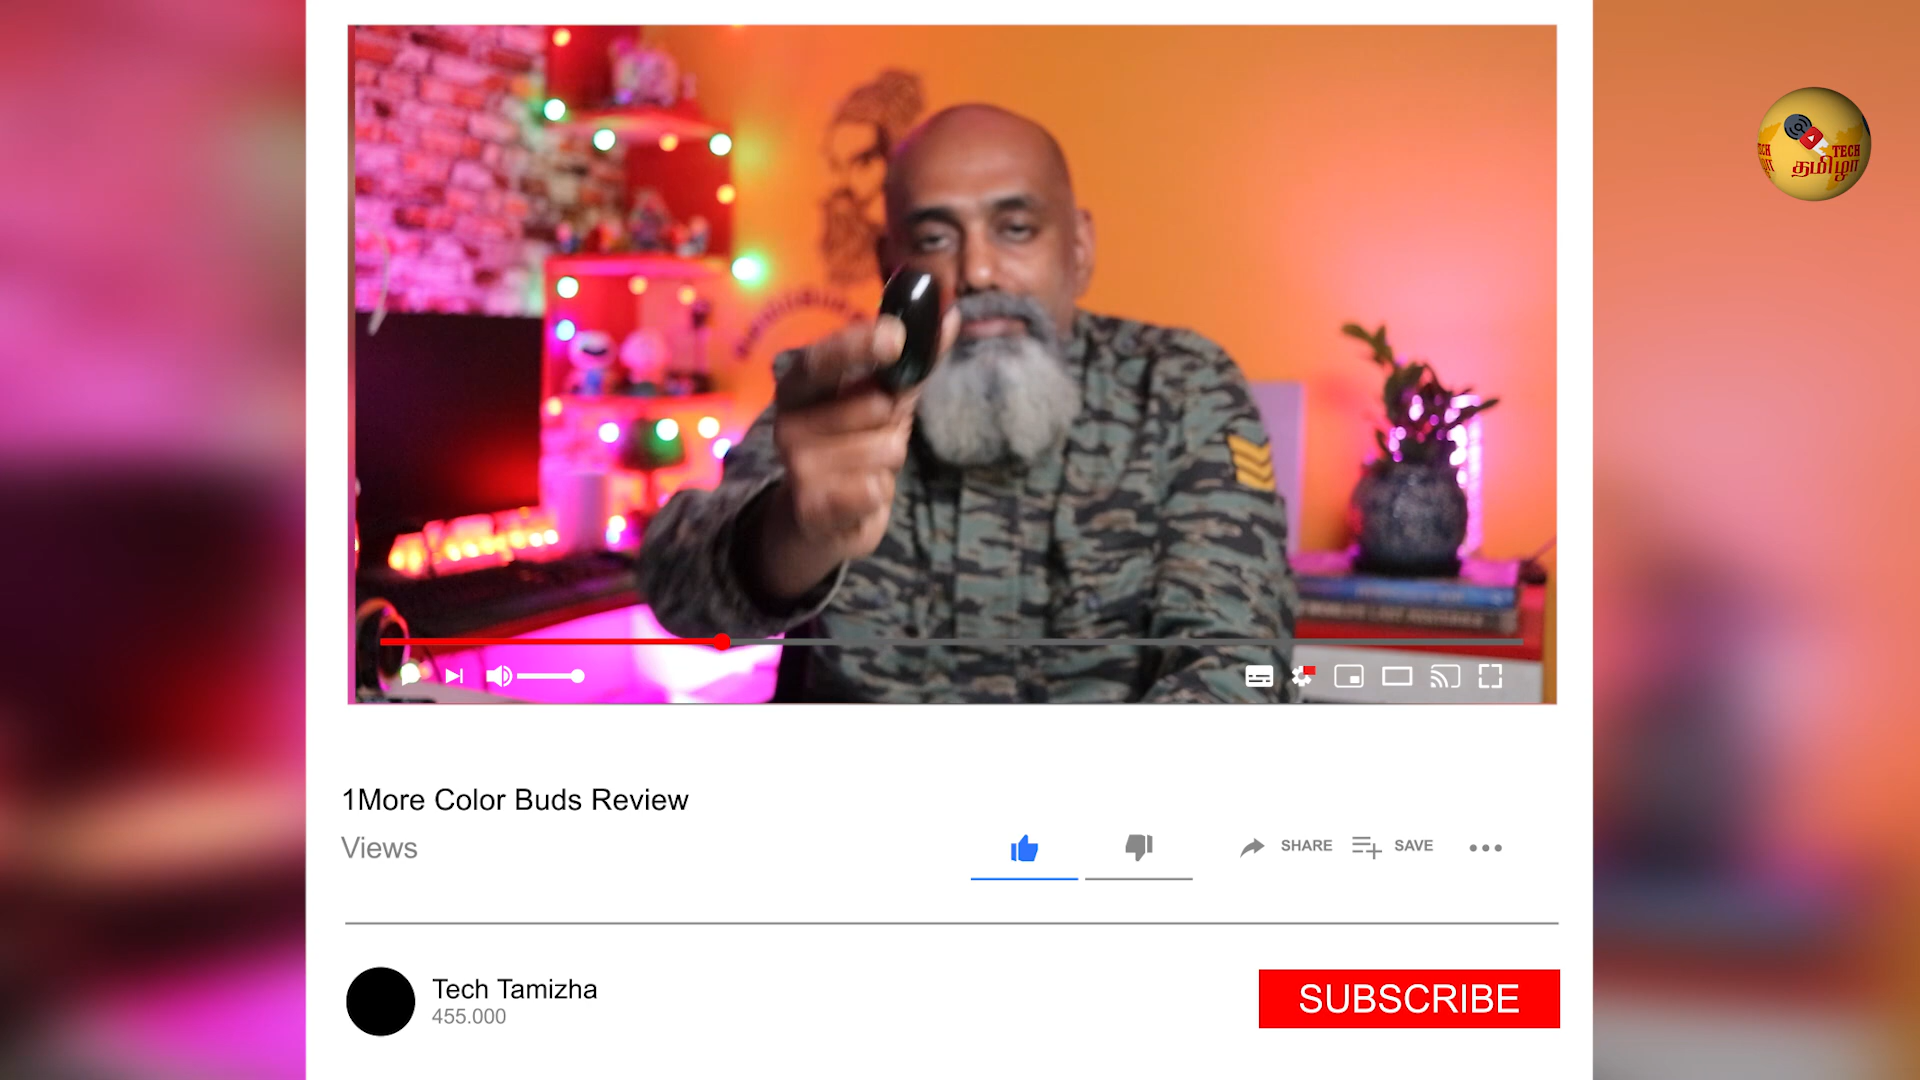 TECH
தமிழா
1More Color Buds Review
Views
SHARE
SAVE
Tech Tamizha
455.000
SUBSCRIBE